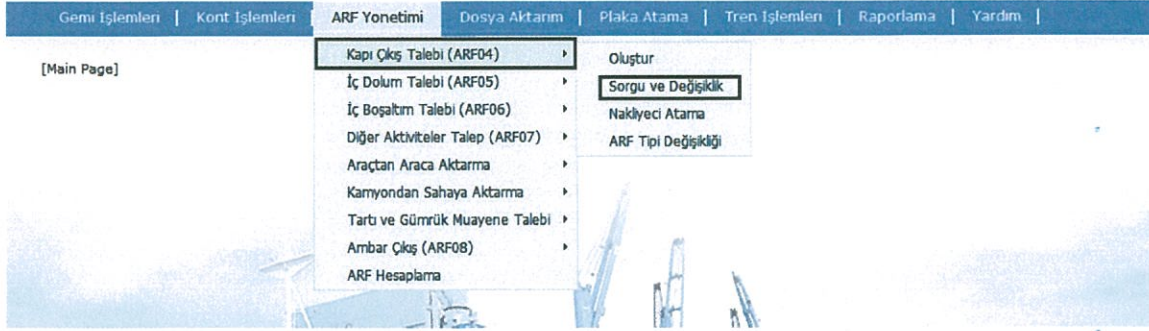 Gemi İşlemleri | Kont İşlemleri | ARF Yonetimi Dosya Aktarım | Plaka Atama | Tren İşlemleri | Raporlama | Yardım |
[Main Page]
Kapı Çıkış Talebi (ARF04)
İç Dolum Talebi (ARF05)
İç Boşaltım Talebi (ARF06)
Diğer Aktiviteler Talep (ARF07)
Araçtan Araca Aktarma
Kamyondan Sahaya Aktarma
Tartı ve Gümrük Muayene Talebi
Ambar Çıkış (ARF08)
ARF Hesaplama
Oluştur
Sorgu ve Değişiklik
Nakliyeci Atama
ARF Tipi Değişikliği